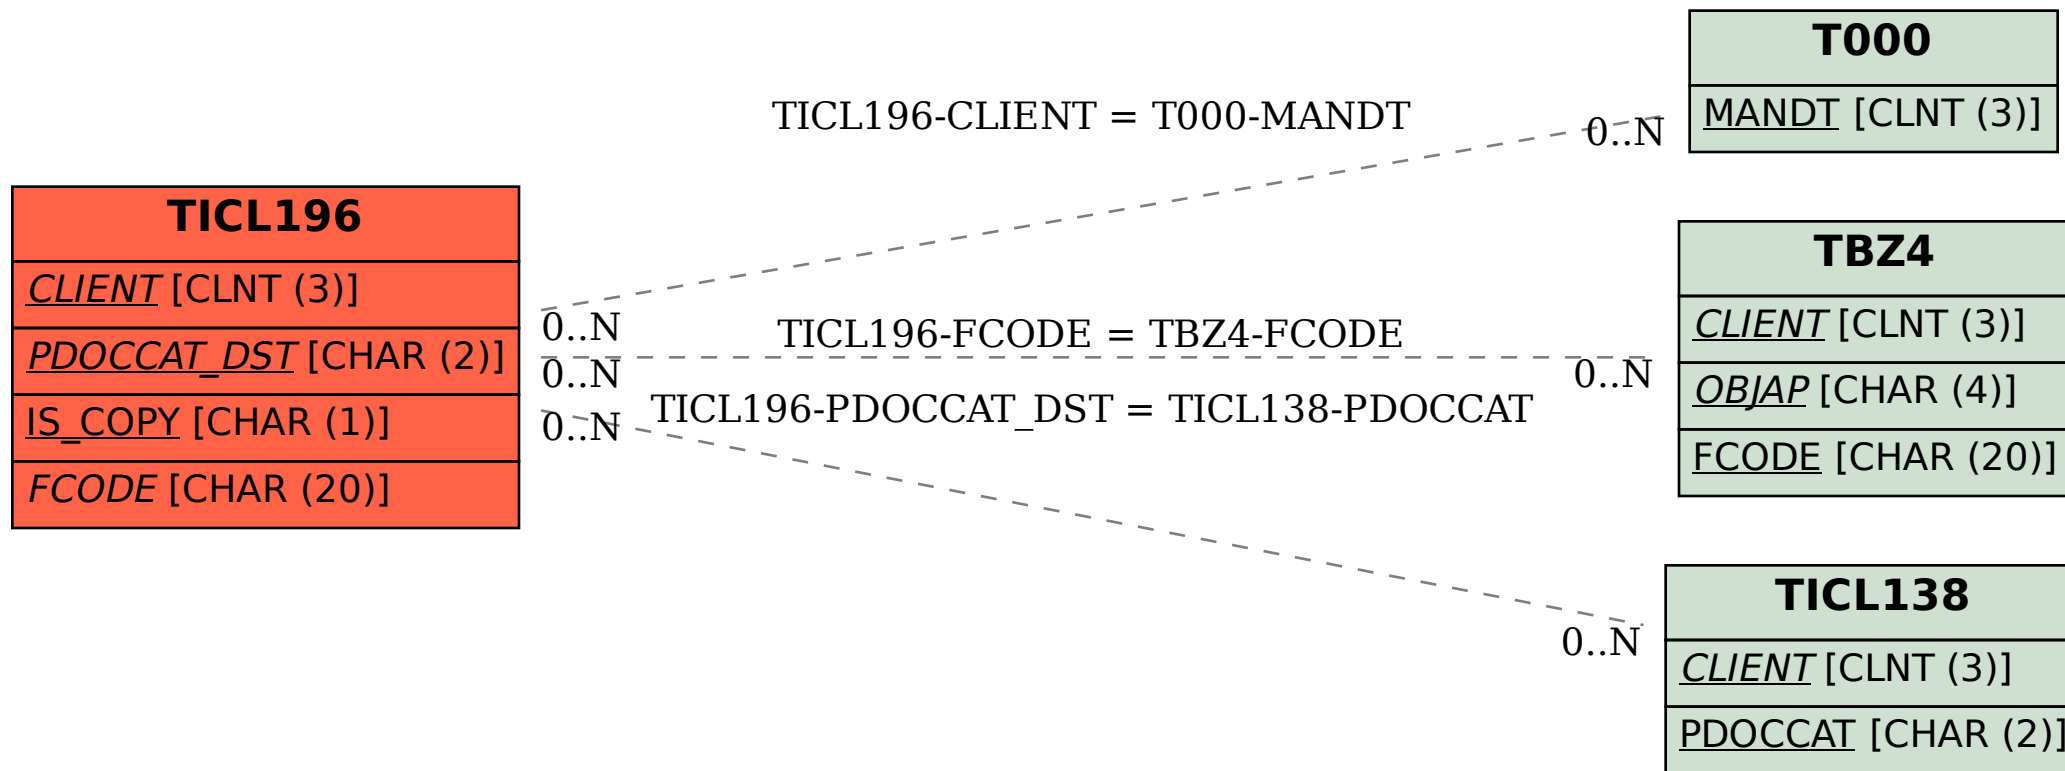 TICL196
CLIENT [CLNT (3)]
PDOCCAT_DST [CHAR (2)]
IS_COPY [CHAR (1)]
FCODE [CHAR (20)]
TICL196-CLIENT = T000-MANDT
0..N
0..N
TICL196-FCODE = TBZ4-FCODE
0..N
0..N
TICL196-PDOCCAT_DST = TICL138-PDOCCAT
0..N
0..N
T000
MANDT [CLNT (3)]
TBZ4
CLIENT [CLNT (3)]
OBJAP [CHAR (4)]
FCODE [CHAR (20)]
TICL138
CLIENT [CLNT (3)]
PDOCCAT [CHAR (2)]